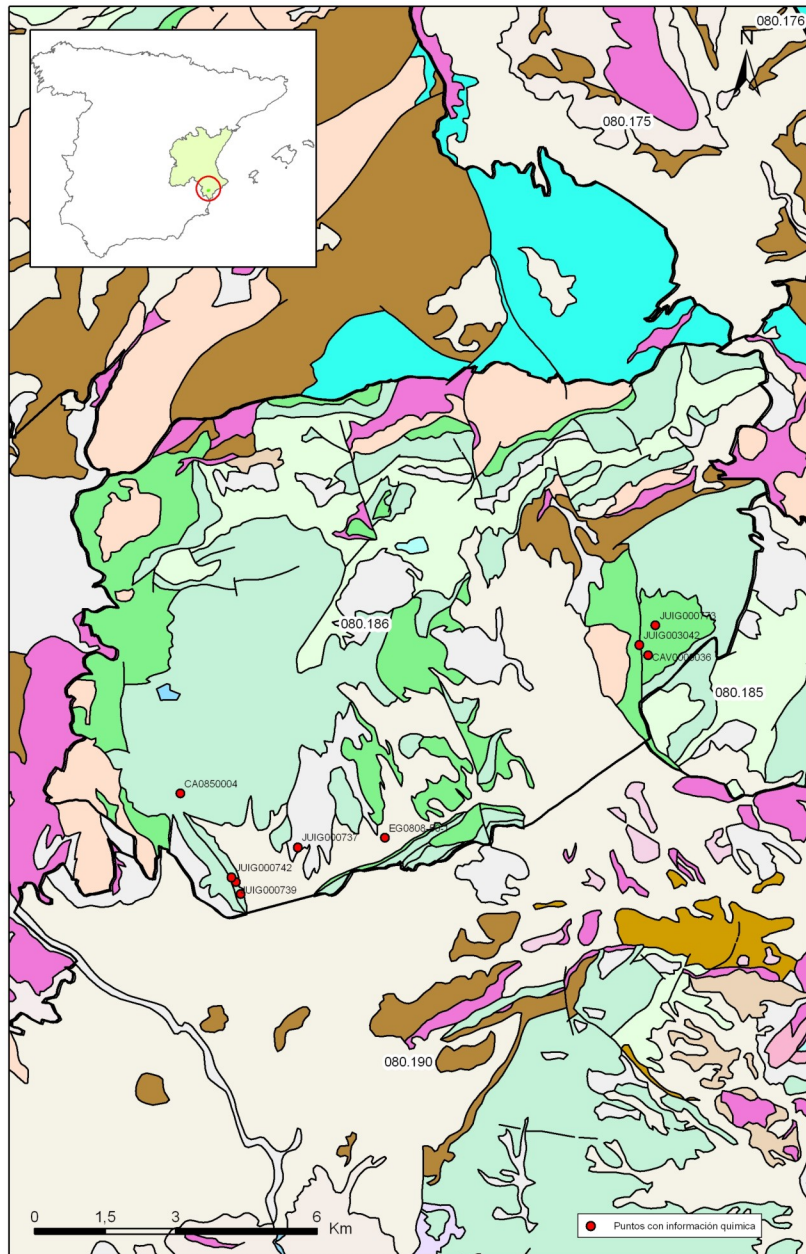 080.176
N
080.175
080.186
JUIG000773
JUIG003042
CAV0000036
080.185
CA0850004
JUIG000737
JUIG000742
JUIG000739
080.190
0 1,5 3 6
Km
Puntos con información química